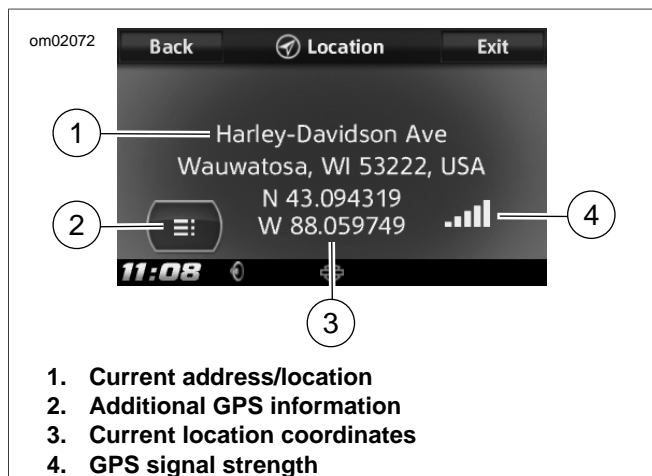 om02072
Back Location Exit
1
Harley-Davidson Ave
Wauwatosa, WI 53222, USA
N 43.094319
2
W 88.059749
4
11:08
3
1. Current address/location
2. Additional GPS information
3. Current location coordinates
4. GPS signal strength